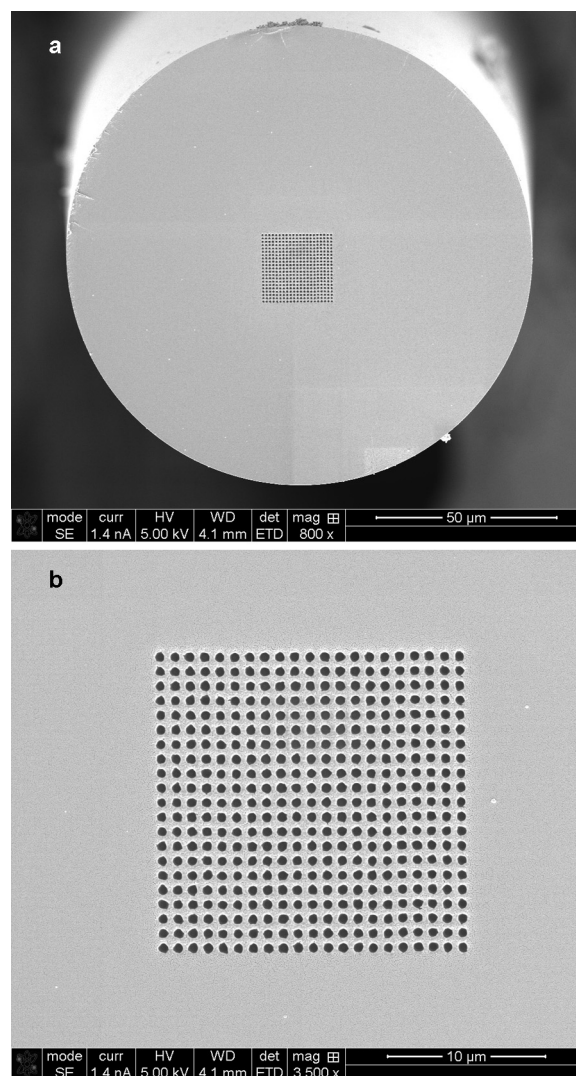 a
mode curr HV WD det mag 50 µm
SE 1.4 nA 5.00 kV 4.1 mm ETD 800 x
b
mode curr HV WD det mag 10 µm
SE 1.4 nA 5.00 kV 4.1 mm ETD 3 500 x